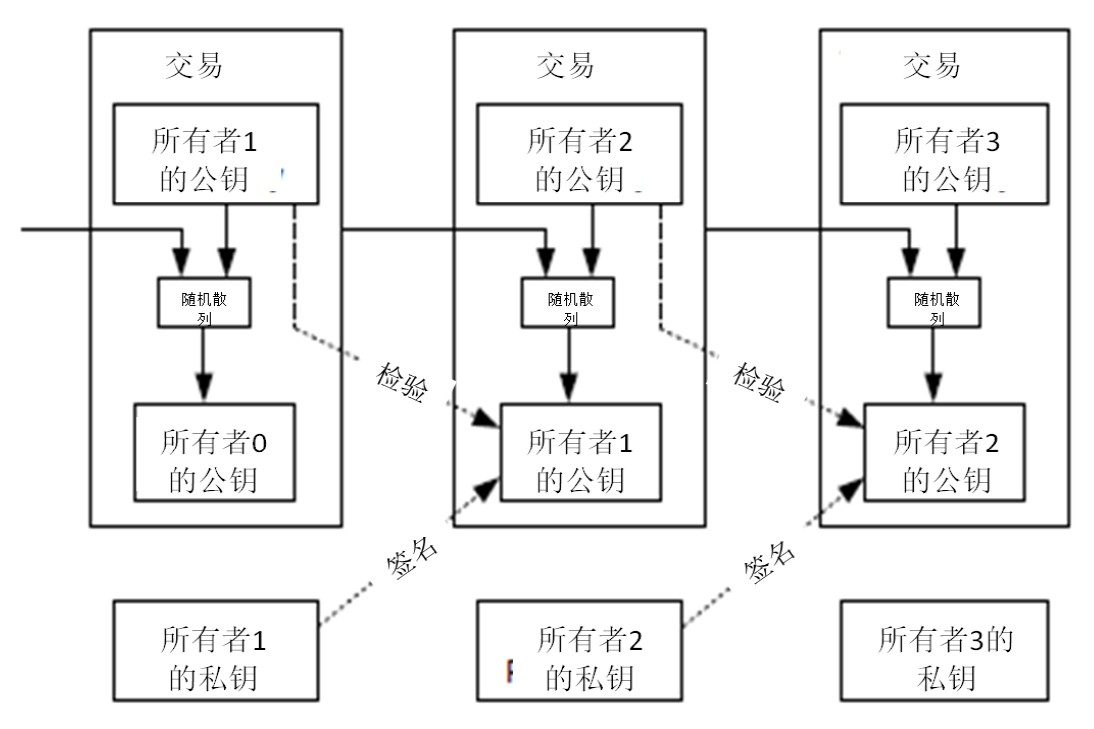 交易
所有者1
的公钥
随机散
列
所有者0
的公钥
交易
所有者2
的公钥
随机散
列
所有者1
的公钥
交易
所有者3
的公钥
随机散
列
所有者2
的公钥
检验
检验
签名
签名
所有者1
的私钥
所有者2
的私钥
所有者3的
私钥